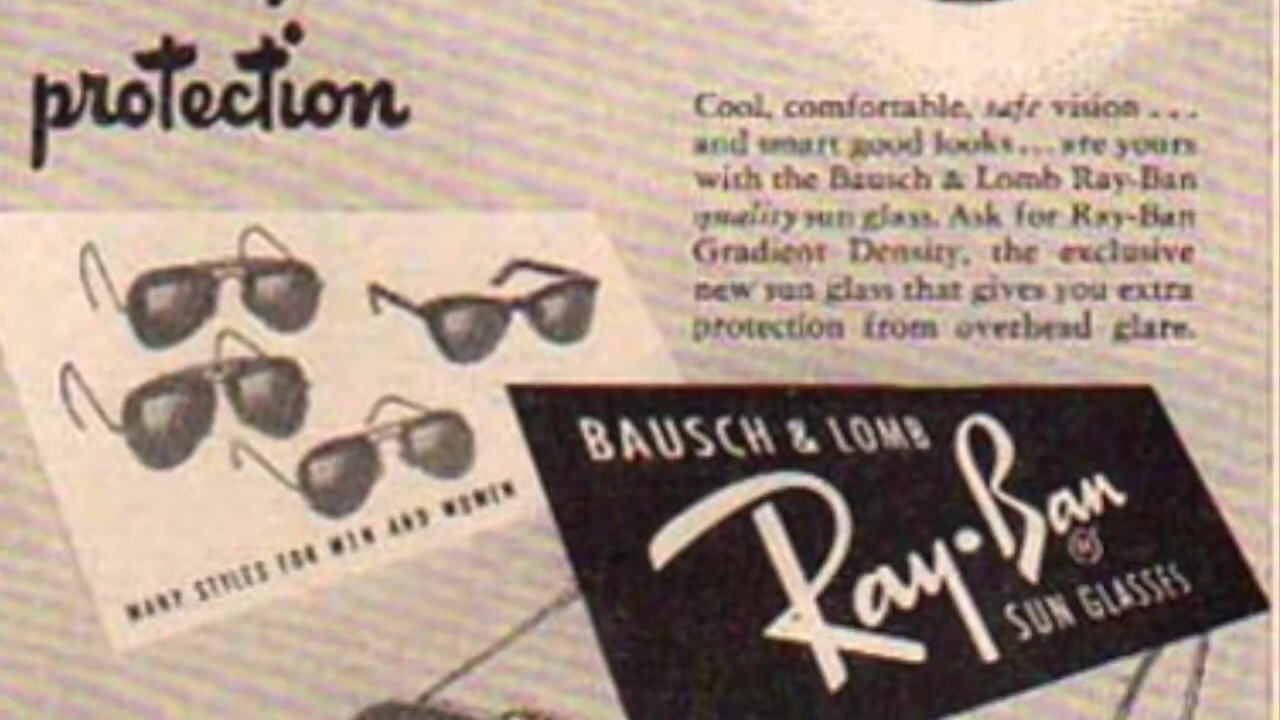 protection
Cool, comfortable, safe vision . . .
and smart good looks . . . are yours
with the Bausch & Lomb Ray-Ban
quality sun glass. Ask for Ray-Ban
Gradient Density, the exclusive
new sun glass that gives you extra
protection from overhead glare.
MANY STYLES FOR MEN AND WOMEN
BAUSCH & LOMB
Ray-Ban
SUN GLASSES